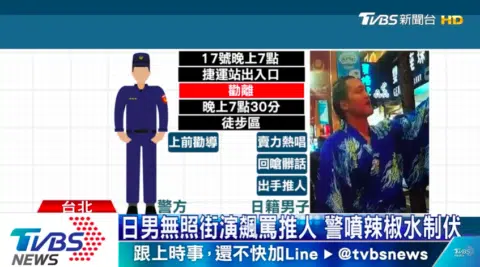 TVBS新聞台 HD
17號晚上7點
捷運站出入口
勸離
晚上7點30分
徒步區
上前勸導
賣力熱唱
回嗆髒話
出手推人
警方
日籍男子
台北
日男無照街演飆罵推人 警噴辣椒水制伏
TVBS
NEWS
跟上時事,還不快加Line ▶ @tvbsnews